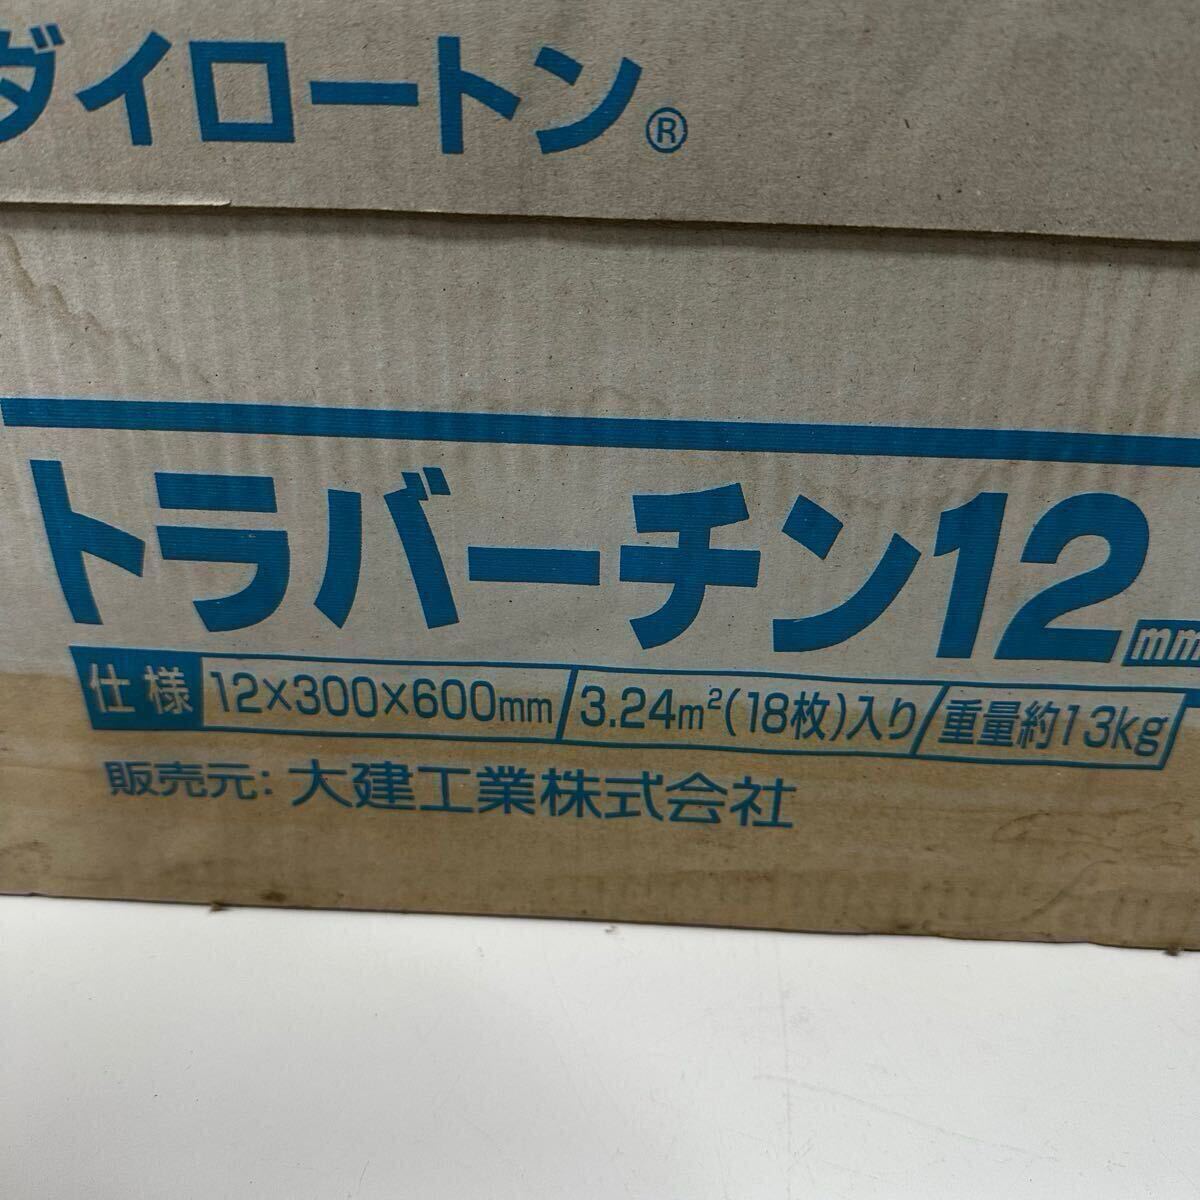 ダイロートン®
トラバーチン12mm
仕様 12×300×600mm/3.24m²(18枚)入り/重量約13kg
販売元: 大建工業株式会社